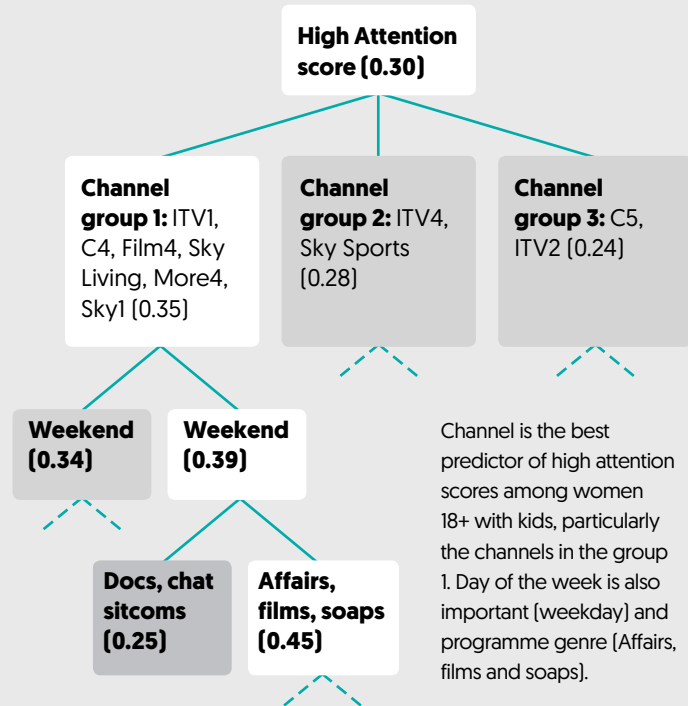 High Attention
score (0.30)
Channel
group 1: ITV1,
C4, Film4, Sky
Living, More4,
Sky1 (0.35)
Channel
group 2: ITV4,
Sky Sports
(0.28)
Channel
group 3: C5,
ITV2 (0.24)
Weekend
(0.34)
Weekend
(0.39)
Docs, chat
sitcoms
(0.25)
Affairs,
films, soaps
(0.45)
Channel is the best
predictor of high attention
scores among women
18+ with kids, particularly
the channels in the group
1. Day of the week is also
important (weekday) and
programme genre (Affairs,
films and soaps).